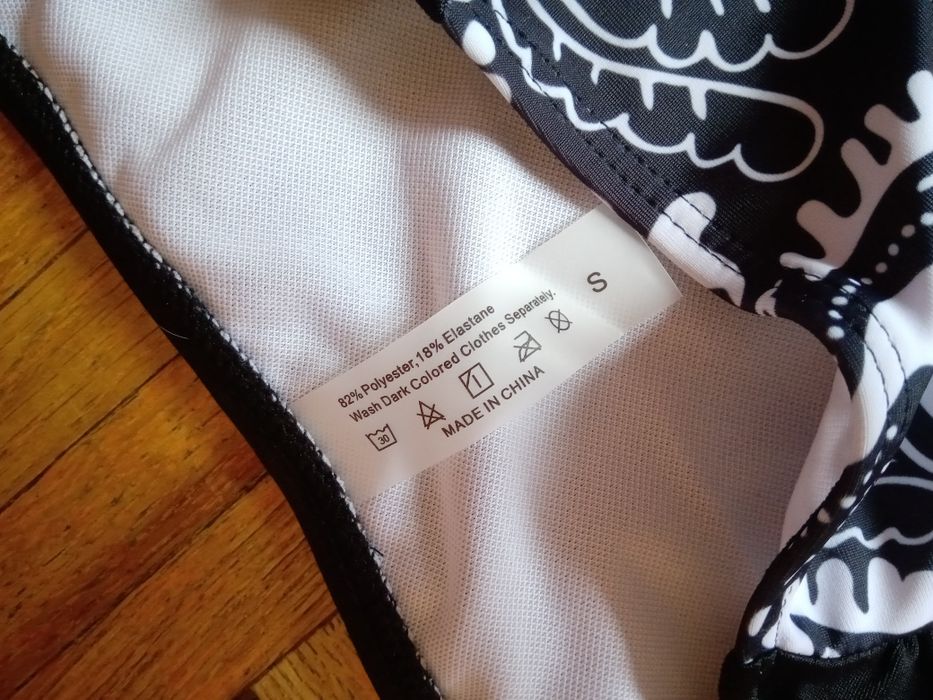 S
82% Polyester, 18% Elastane
Wash Dark Colored Clothes Separately.
30
MADE IN CHINA